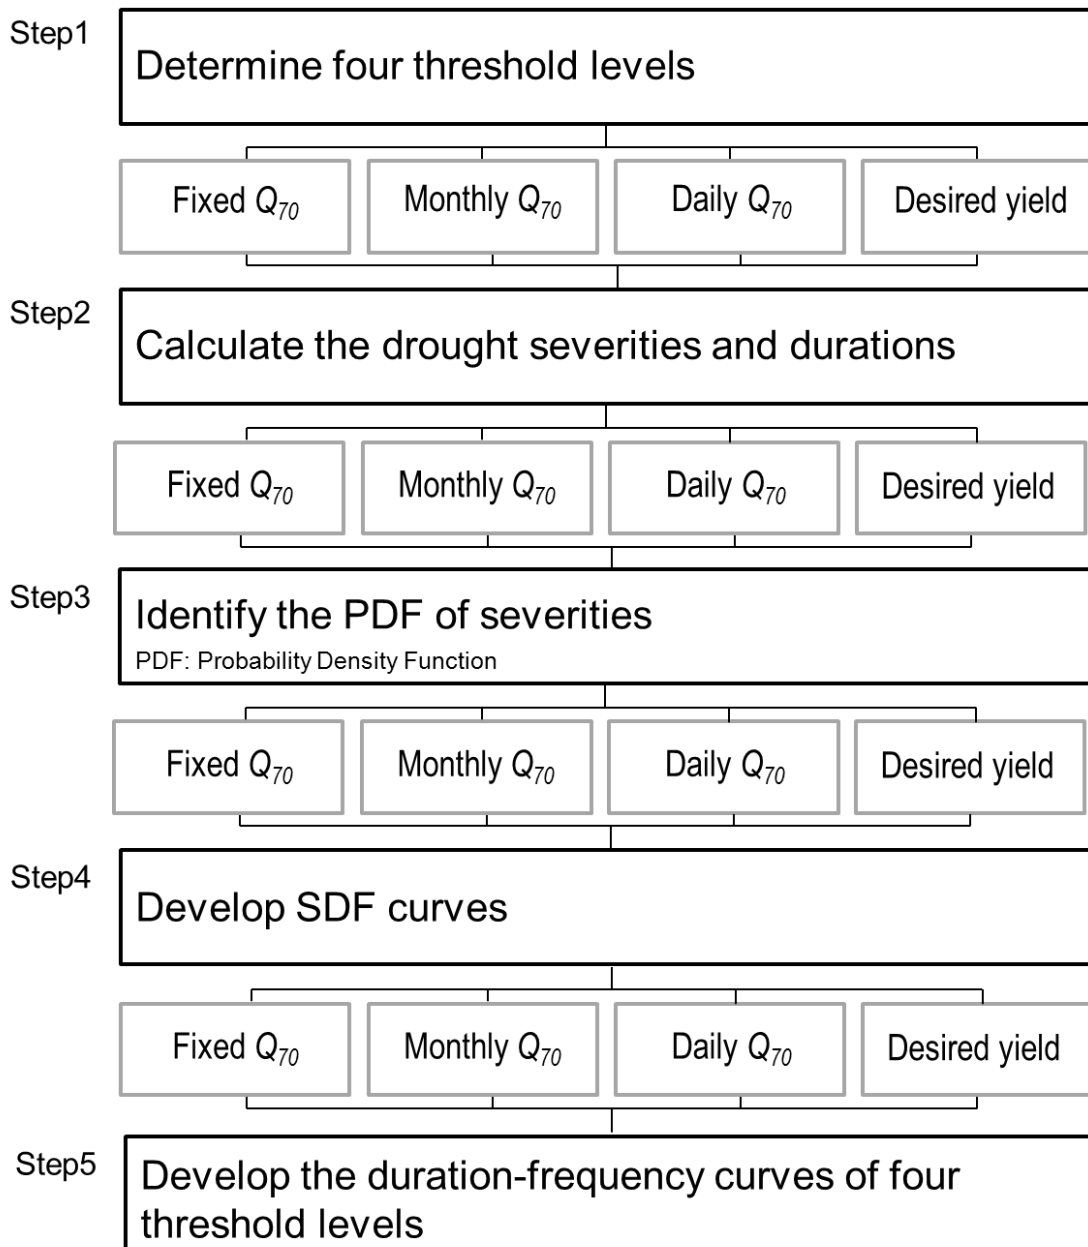 Step1
Determine four threshold levels
Fixed Q70
Monthly Q70
Daily Q70
Desired yield
Step2
Calculate the drought severities and durations
Fixed Q70
Monthly Q70
Daily Q70
Desired yield
Step3
Identify the PDF of severities
PDF: Probability Density Function
Fixed Q70
Monthly Q70
Daily Q70
Desired yield
Step4
Develop SDF curves
Fixed Q70
Monthly Q70
Daily Q70
Desired yield
Step5
Develop the duration-frequency curves of four
threshold levels